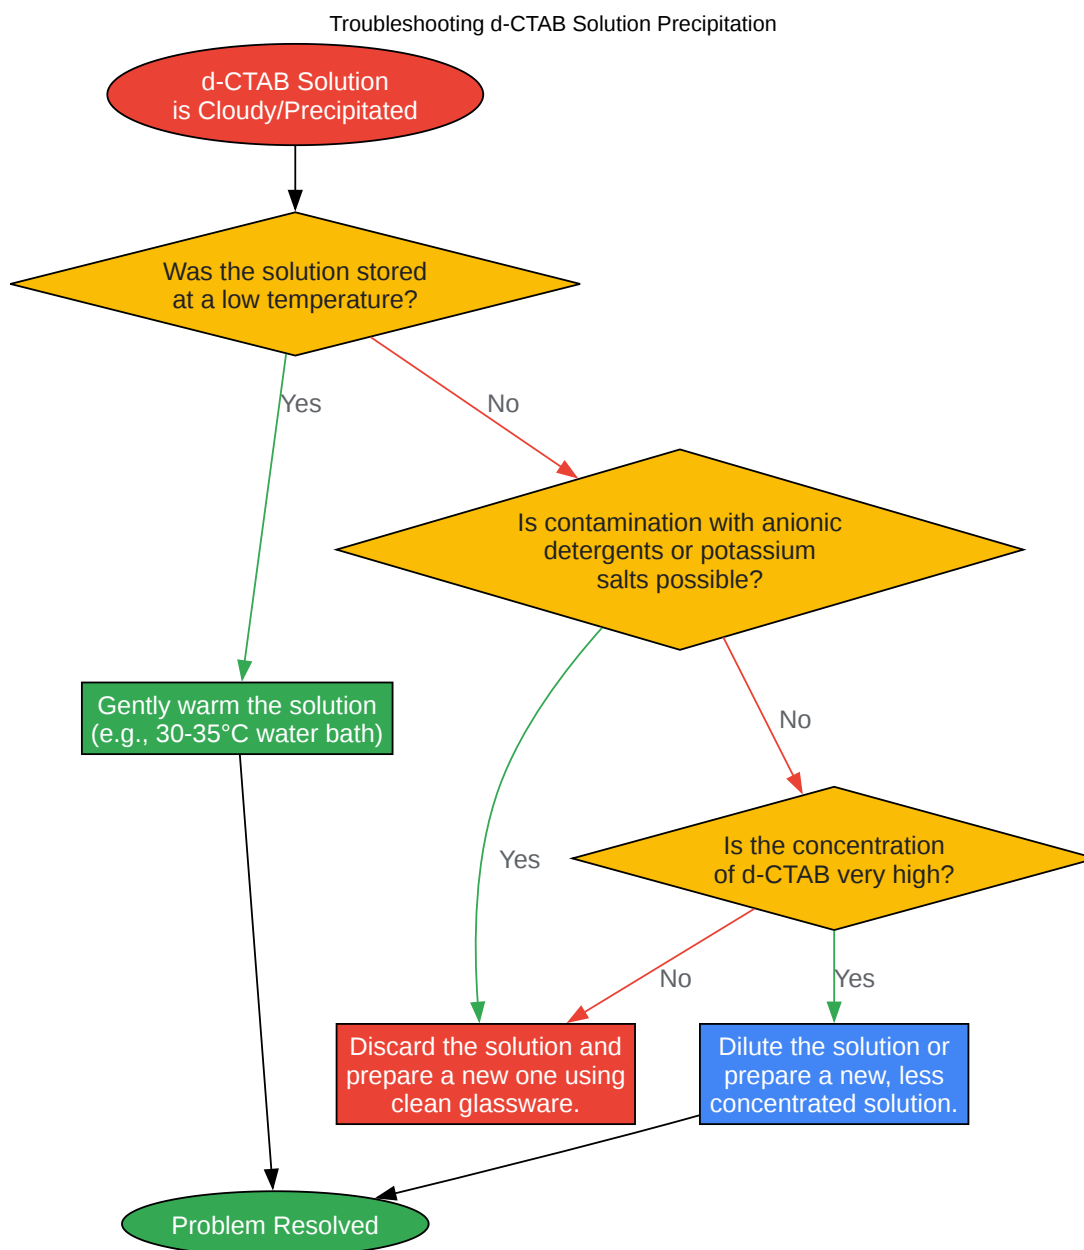 Troubleshooting d-CTAB Solution Precipitation
d-CTAB Solution
is Cloudy/Precipitated
Was the solution stored
at a low temperature?
Yes
No
Is contamination with anionic
detergents or potassium
salts possible?
Gently warm the solution
(e.g., 30-35°C water bath)
No
Yes
Is the concentration
of d-CTAB very high?
No
Yes
Discard the solution and
prepare a new one using
clean glassware.
Dilute the solution or
prepare a new, less
concentrated solution.
Problem Resolved